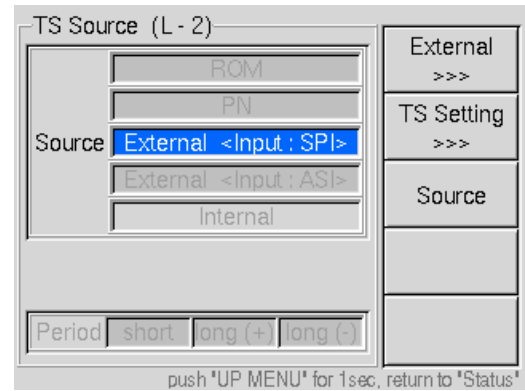 TS Source (L - 2)
Source
ROM
PN
External <Input : SPI>
External <Input : ASI>
Internal
Period short long (+) long (-)
External
>>>
TS Setting
>>>
Source
push "UP MENU" for 1sec, return to "Status"